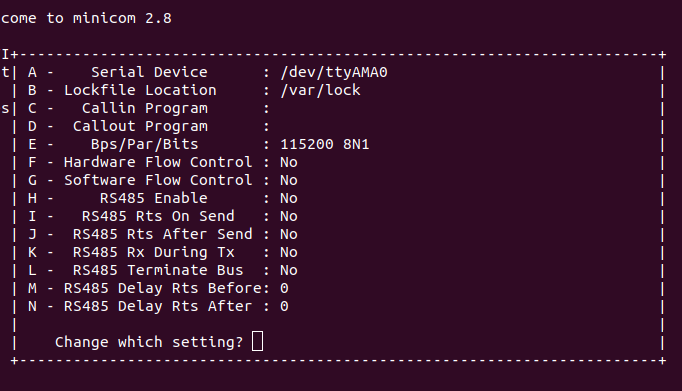 come to minicom 2.8
I+-----------------------------------------------------------------------+
t| A -    Serial Device      : /dev/ttyAMA0                              |
 | B - Lockfile Location     : /var/lock                                 |
s| C -   Callin Program      :                                           |
 | D -  Callout Program      :                                           |
 | E -    Bps/Par/Bits       : 115200 8N1                                |
 | F - Hardware Flow Control : No                                        |
 | G - Software Flow Control : No                                        |
 | H -     RS485 Enable      : No                                        |
 | I -   RS485 Rts On Send   : No                                        |
 | J -  RS485 Rts After Send : No                                        |
 | K -  RS485 Rx During Tx   : No                                        |
 | L -  RS485 Terminate Bus  : No                                        |
 | M - RS485 Delay Rts Before: 0                                         |
 | N - RS485 Delay Rts After : 0                                         |
 |                                                                       |
 |    Change which setting?                                              |
 +-----------------------------------------------------------------------+